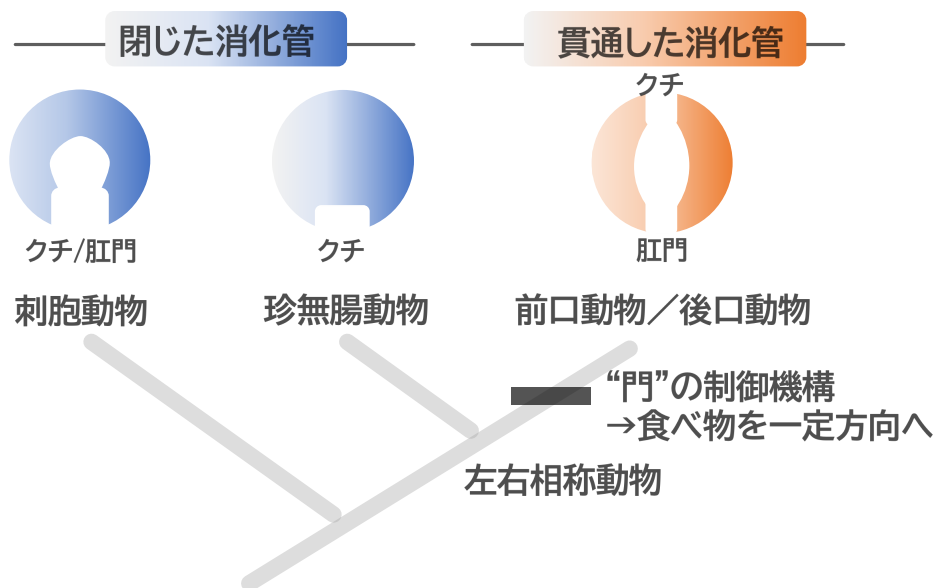 閉じた消化管
貫通した消化管
クチ
クチ/肛門
クチ
肛門
刺胞動物
珍無腸動物
前口動物／後口動物
“門”の制御機構
→食べ物を一定方向へ
左右相称動物